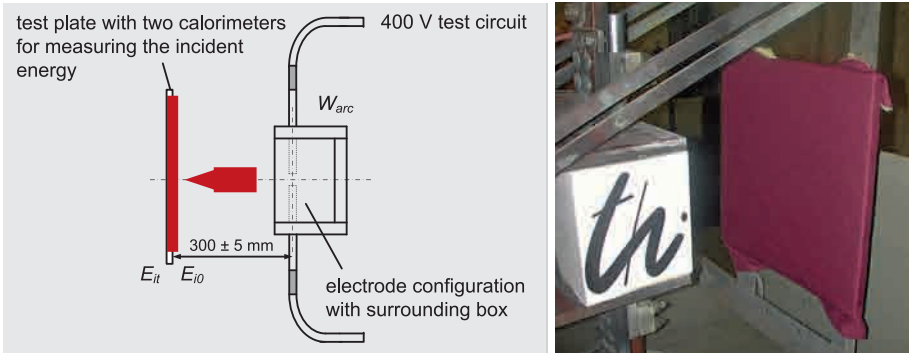 test plate with two calorimeters
for measuring the incident
energy
400 V test circuit
W_arc
300 ± 5 mm
E_it E_i0
electrode configuration
with surrounding box
th.